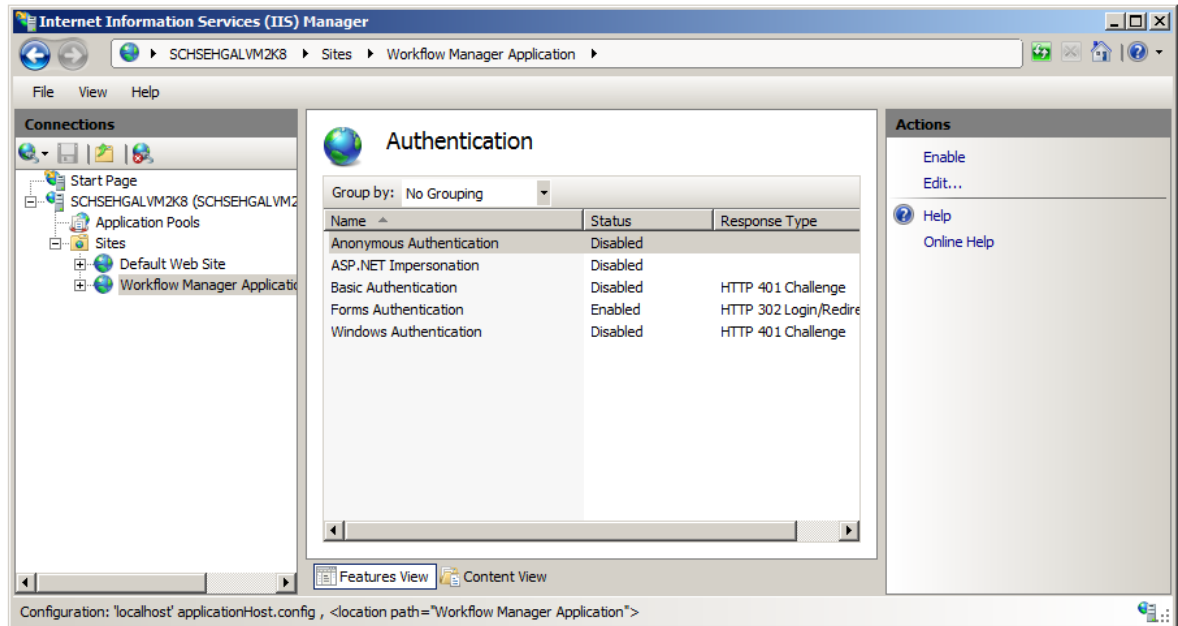 Internet Information Services (IIS) Manager
SCHSEHGALVM2K8 Sites Workflow Manager Application
File View Help
Connections
Start Page
SCHSEHGALVM2K8 (SCHSEHGALVM2
Application Pools
Sites
Default Web Site
Workflow Manager Applicatio
Authentication
Group by: No Grouping
Name Status Response Type
Anonymous Authentication Disabled
ASP.NET Impersonation Disabled
Basic Authentication Disabled HTTP 401 Challenge
Forms Authentication Enabled HTTP 302 Login/Redire
Windows Authentication Disabled HTTP 401 Challenge
Features View Content View
Actions
Enable
Edit...
Help
Online Help
Configuration: 'localhost' applicationHost.config , <location path="Workflow Manager Application">